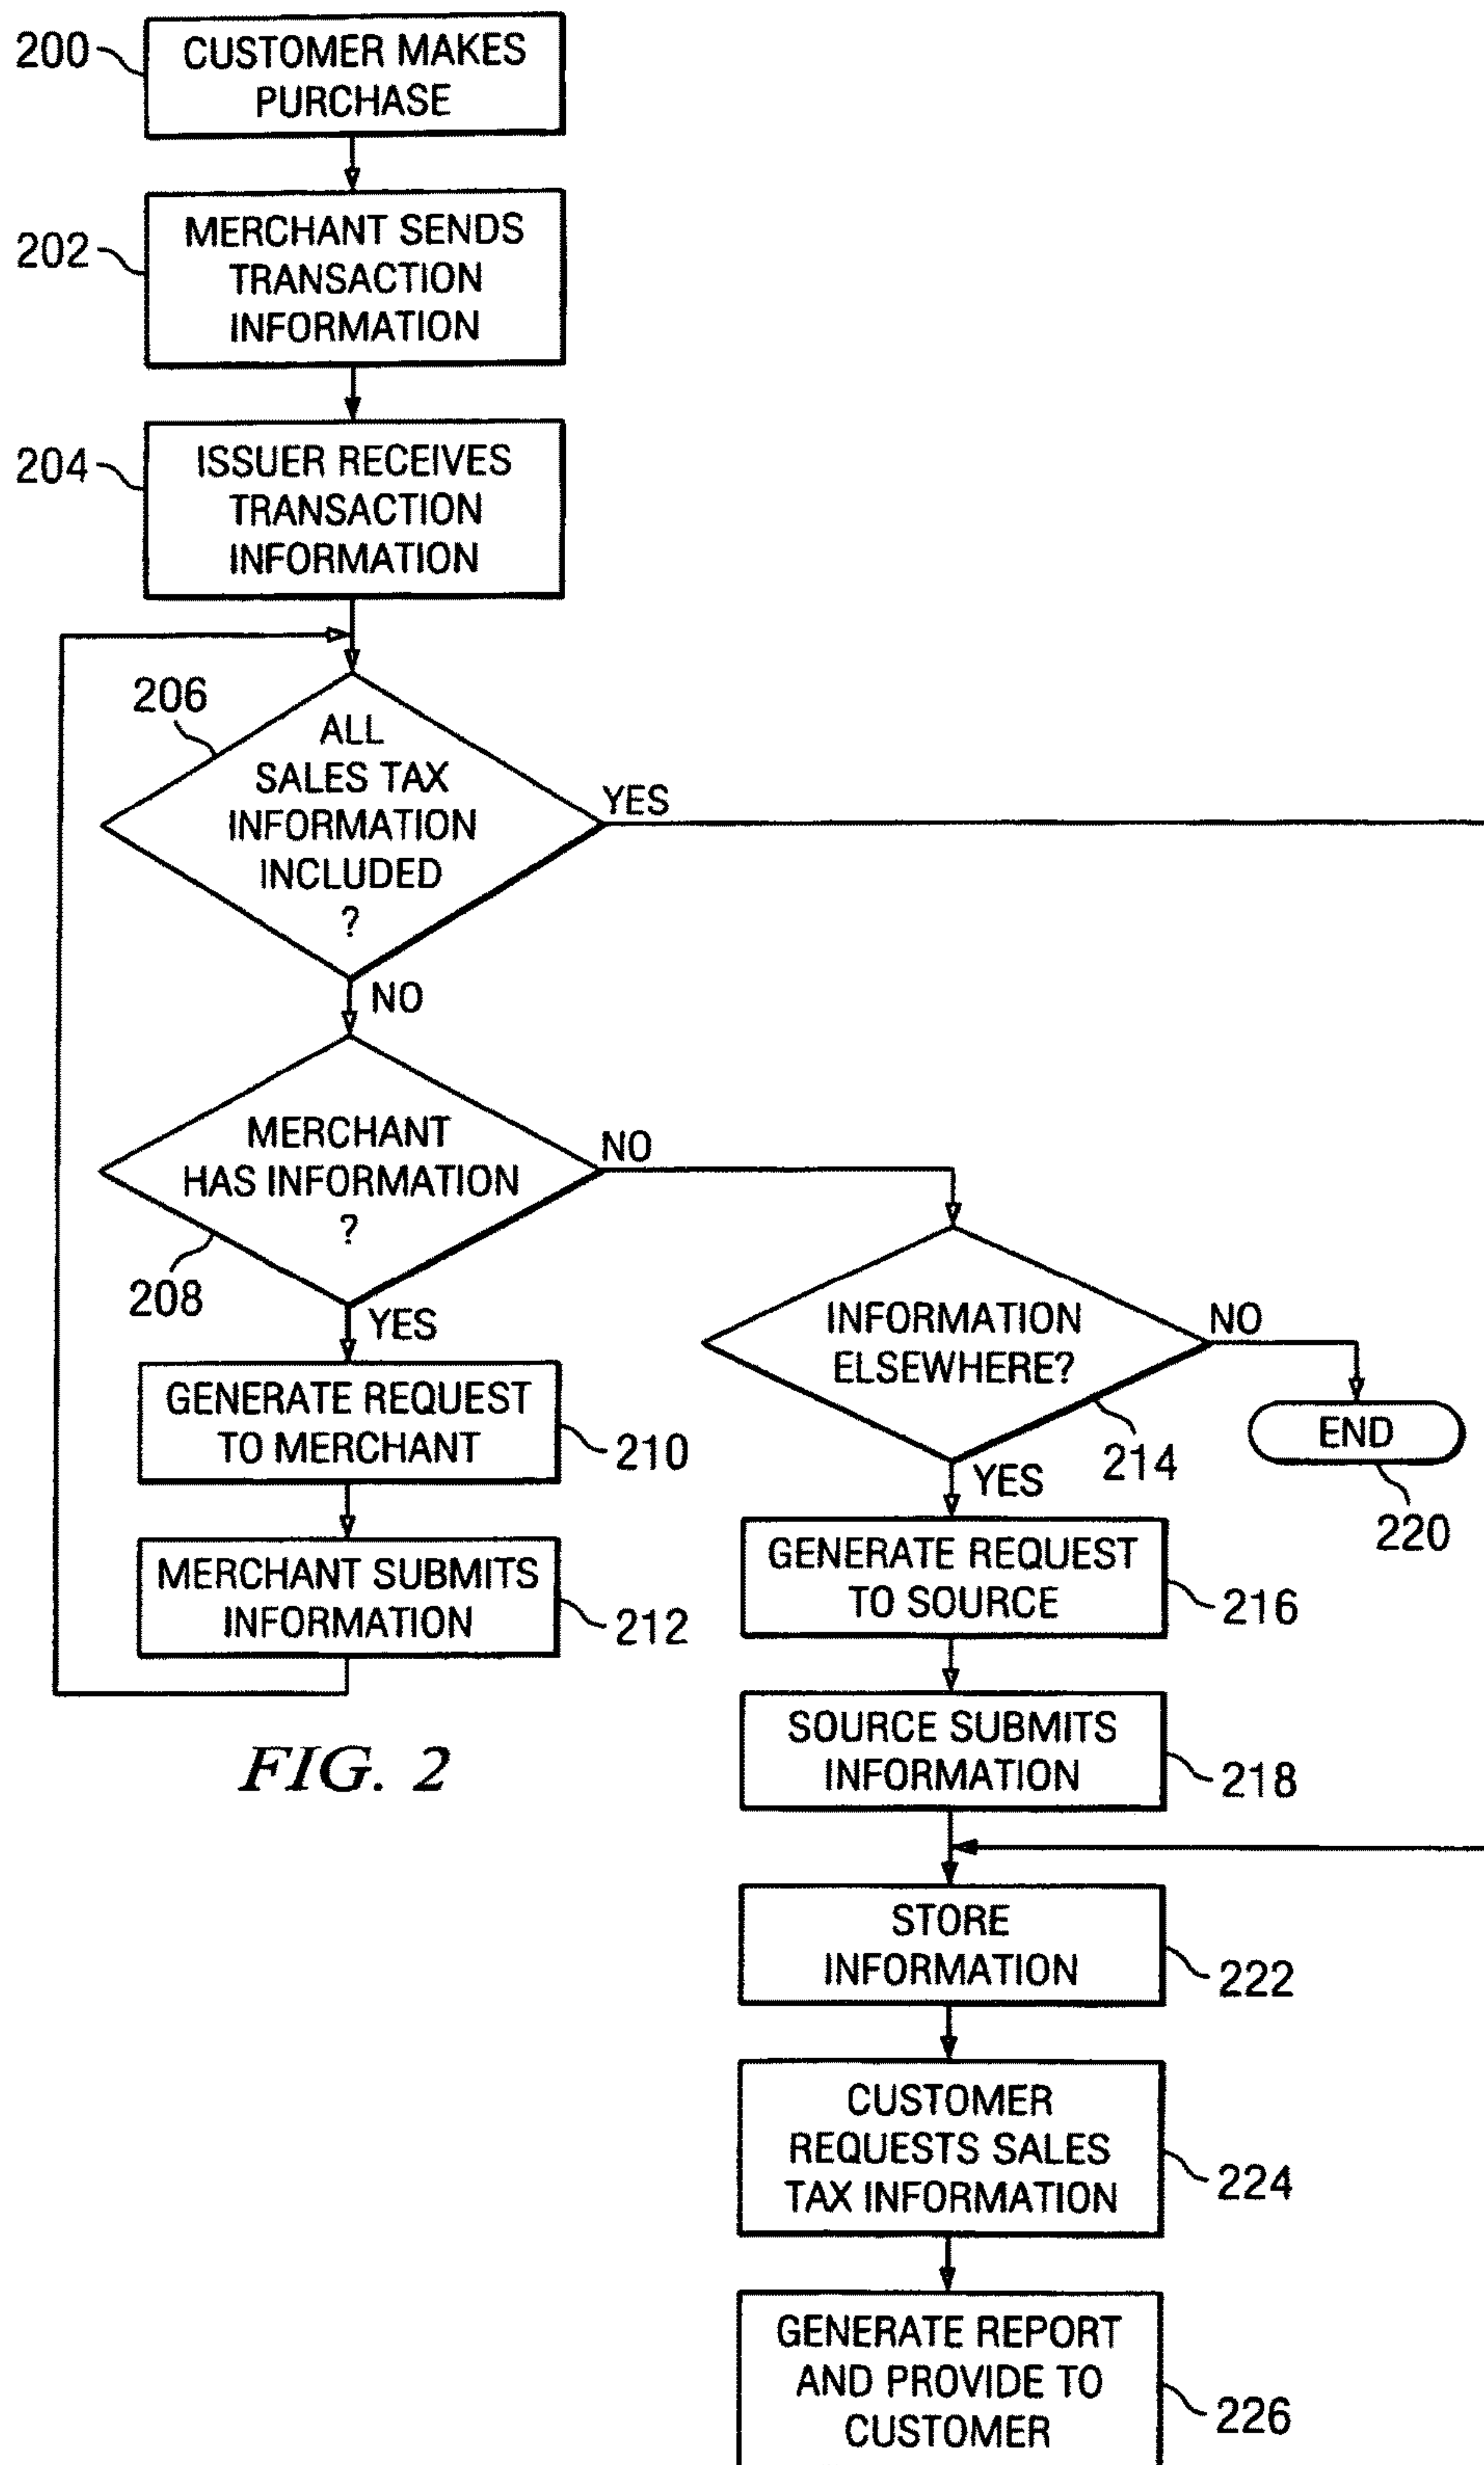 200
CUSTOMER MAKES
PURCHASE
202
MERCHANT SENDS
TRANSACTION
INFORMATION
204
ISSUER RECEIVES
TRANSACTION
INFORMATION
206
ALL
SALES TAX
INFORMATION
INCLUDED
?
YES
NO
MERCHANT
HAS INFORMATION
?
208
NO
YES
INFORMATION
ELSEWHERE?
214
NO
YES
END
220
GENERATE REQUEST
TO MERCHANT
210
MERCHANT SUBMITS
INFORMATION
212
GENERATE REQUEST
TO SOURCE
216
SOURCE SUBMITS
INFORMATION
218
FIG. 2
STORE
INFORMATION
222
CUSTOMER
REQUESTS SALES
TAX INFORMATION
224
GENERATE REPORT
AND PROVIDE TO
CUSTOMER
226